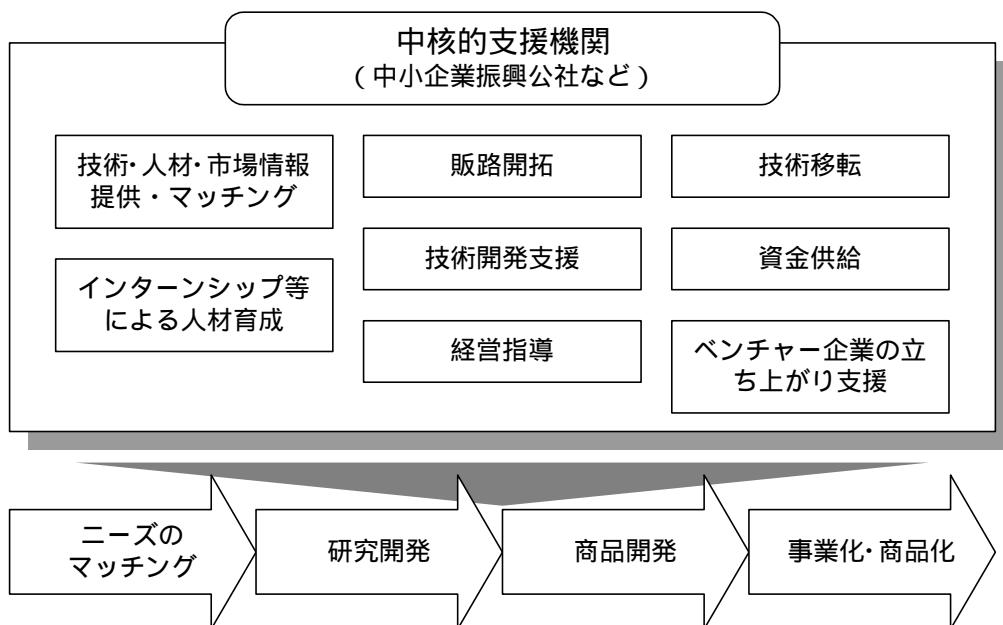 中核的支援機関
(中小企業振興公社など)
技術・人材・市場情報
提供・マッチング
インターンシップ等
による人材育成
販路開拓
技術開発支援
経営指導
技術移転
資金供給
ベンチャー企業の立
ち上がり支援
ニーズの
マッチング
研究開発
商品開発
事業化・商品化